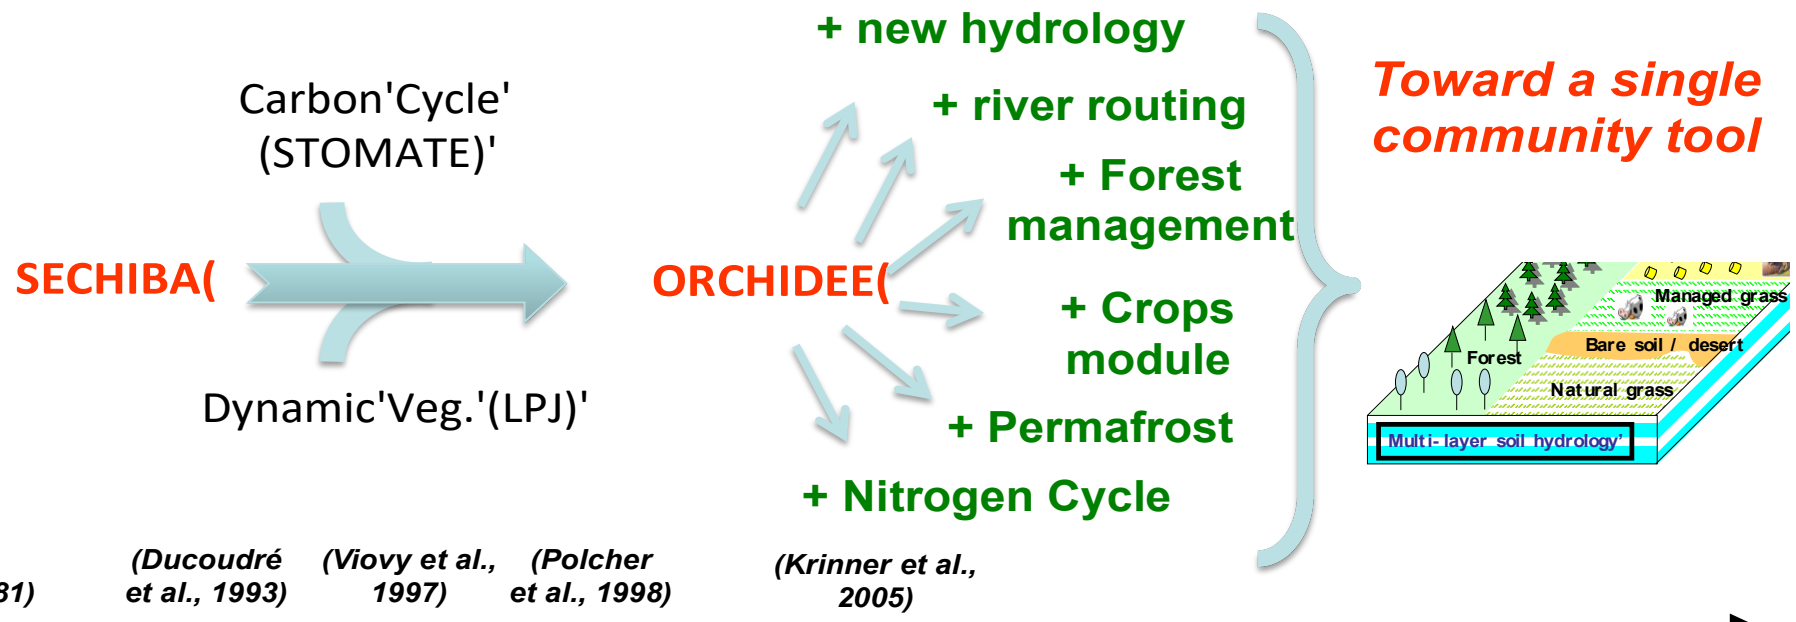 + new hydrology
Carbon'Cycle'
(STOMATE)'
+ river routing
Toward a single
community tool
+ Forest
management
SECHIBA(
ORCHIDEE(
+ Crops
module
Dynamic'Veg.'(LPJ)'
+ Permafrost
+ Nitrogen Cycle
Managed grass
Bare soil / desert
Forest
Natural grass
Multi-layer soil hydrology'
81)
(Ducoudré
et al., 1993)
(Viovy et al.,
1997)
(Polcher
et al., 1998)
(Krinner et al.,
2005)